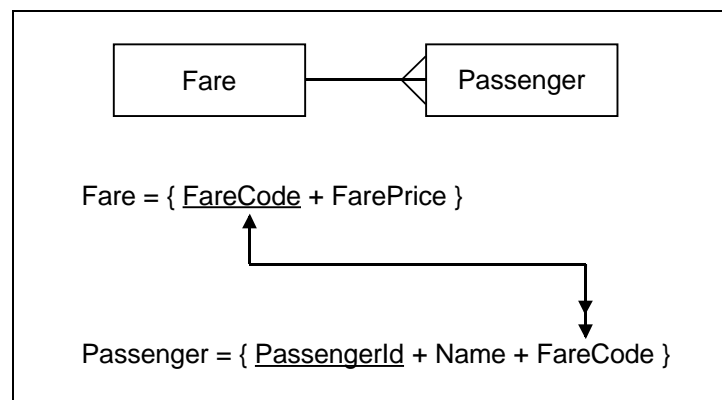 Fare Passenger
Fare = { FareCode + FarePrice }
Passenger = { PassengerId + Name + FareCode }